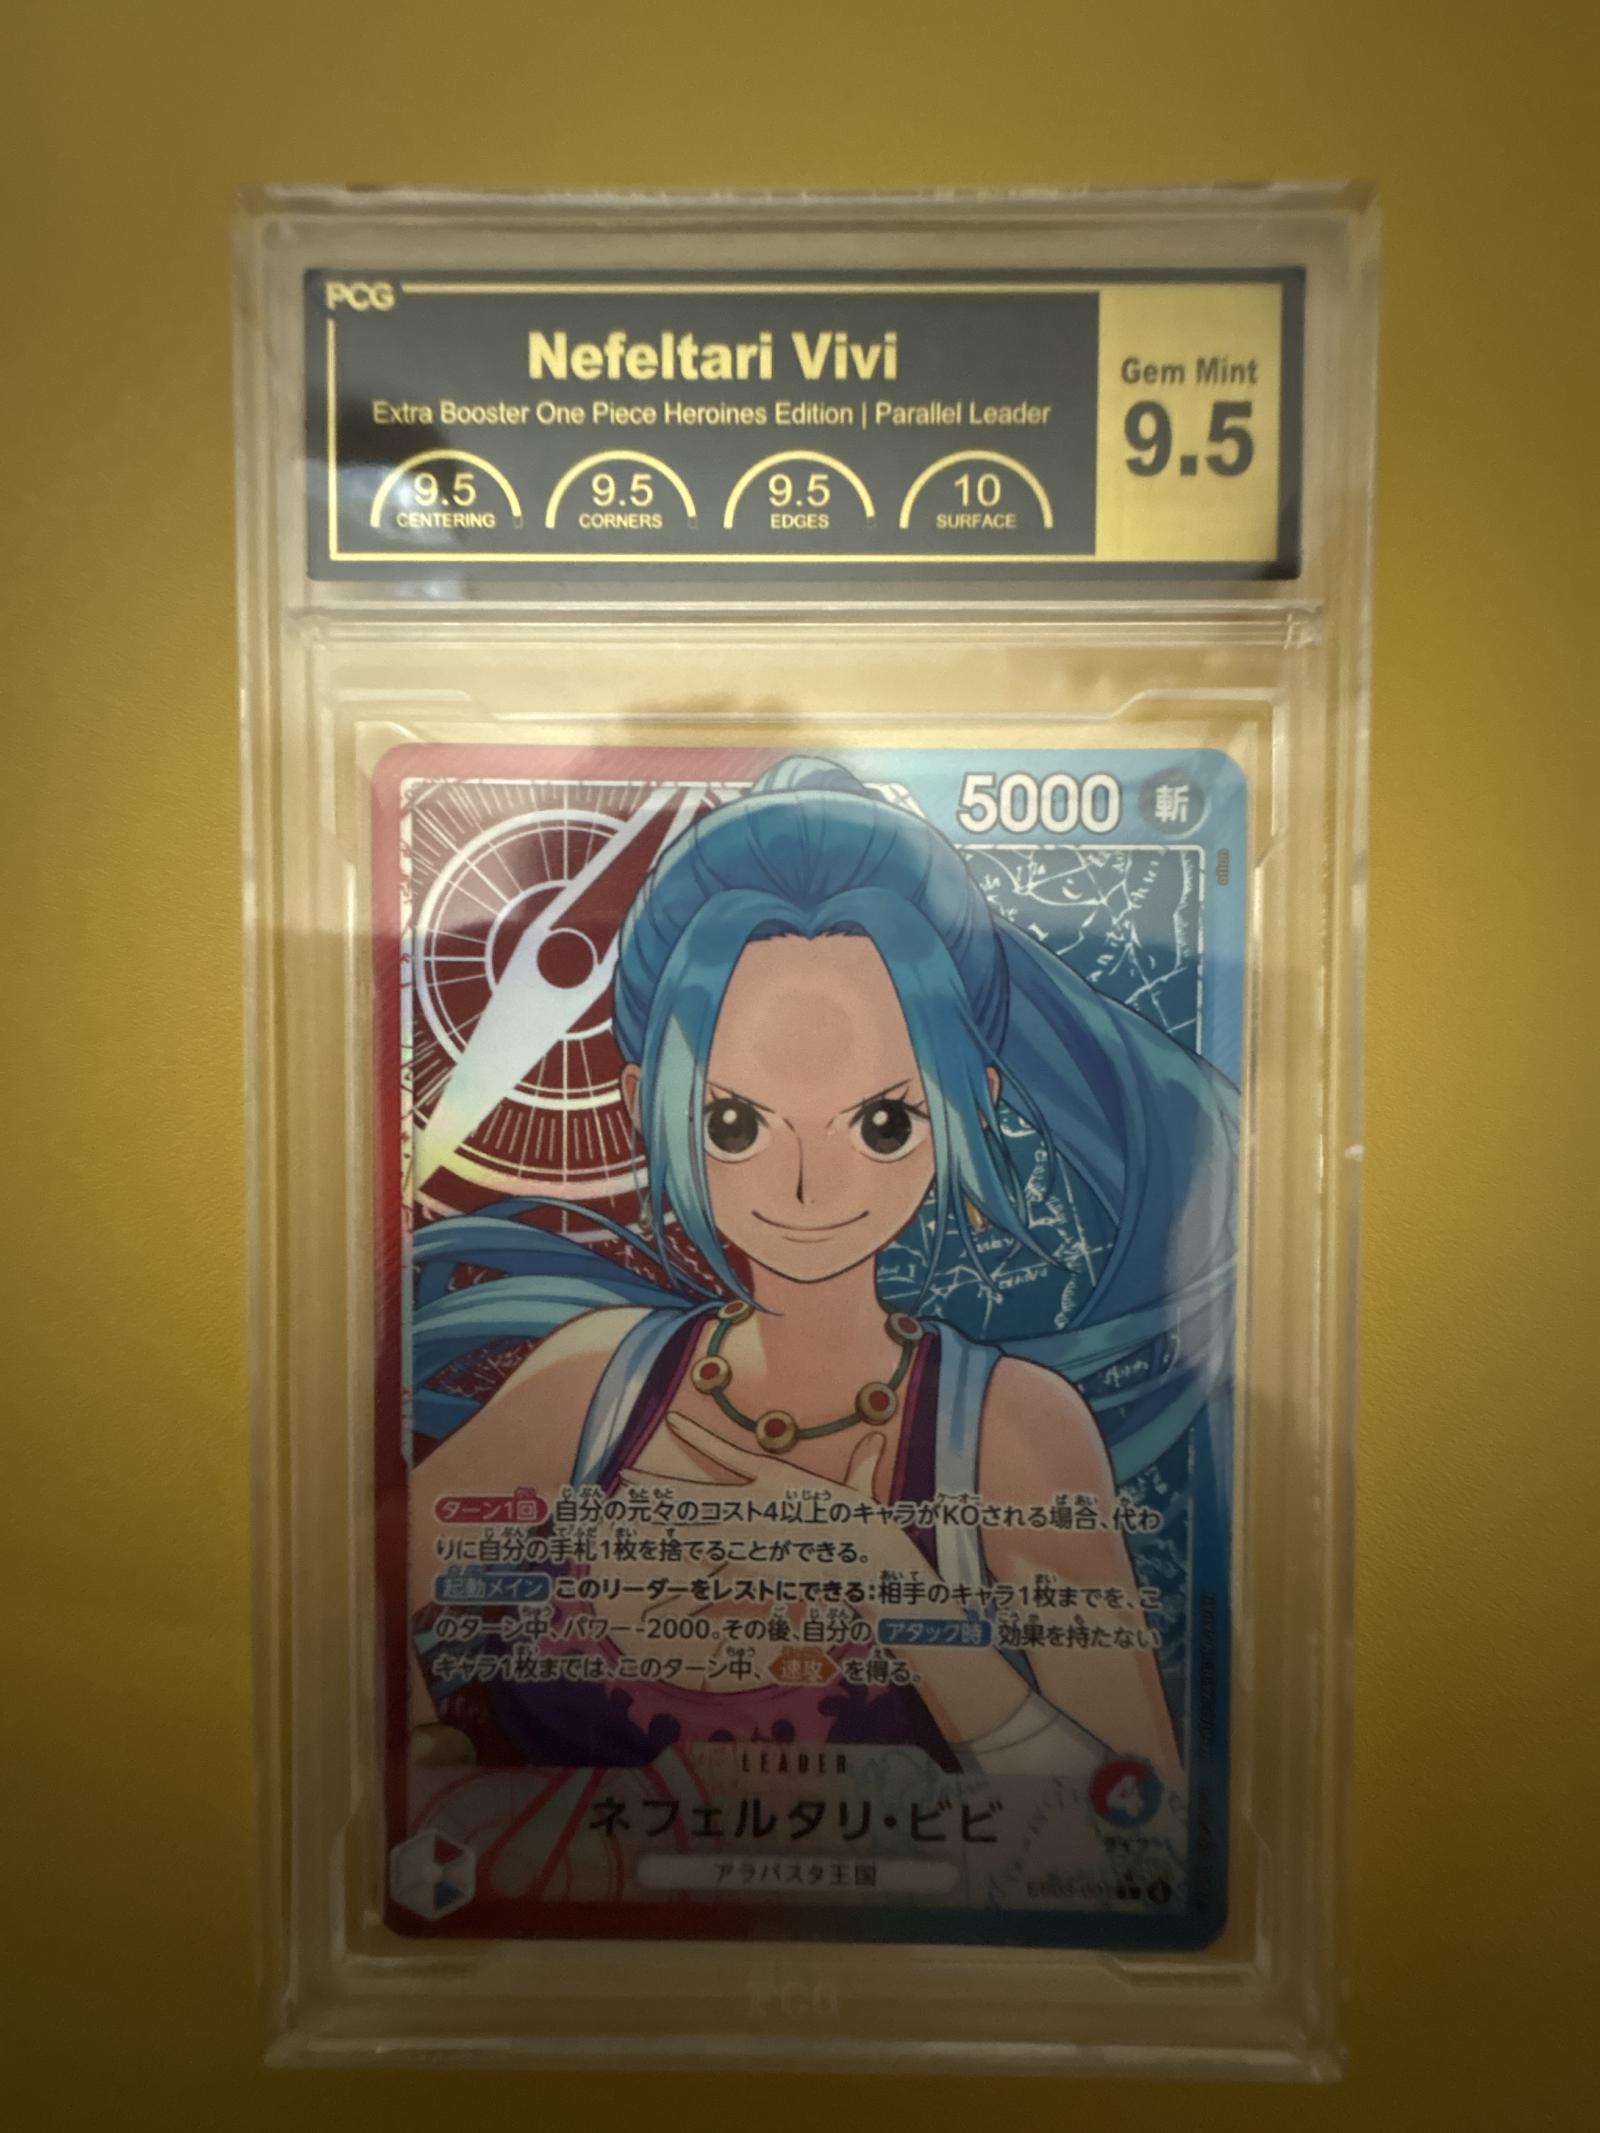 PCG
Nefeltari Vivi
Extra Booster One Piece Heroines Edition | Parallel Leader
9.5
CENTERING
9.5
CORNERS
9.5
EDGES
10
SURFACE
Gem Mint
9.5
5000 斬
ターン1回 自分の元々のコスト4以上のキャラがKOされる場合、代わ
りに自分の手札1枚を捨てることができる。
起動メイン このリーダーをレストにできる:相手のキャラ1枚までを、こ
のターン中、パワー-2000。その後、自分の アタック時 効果を持たない
キャラ1枚までは、このターン中、 速攻 を得る。
LEADER
4
ネフェルタリ・ビビ
アラバスタ王国
EB03-001
PCG